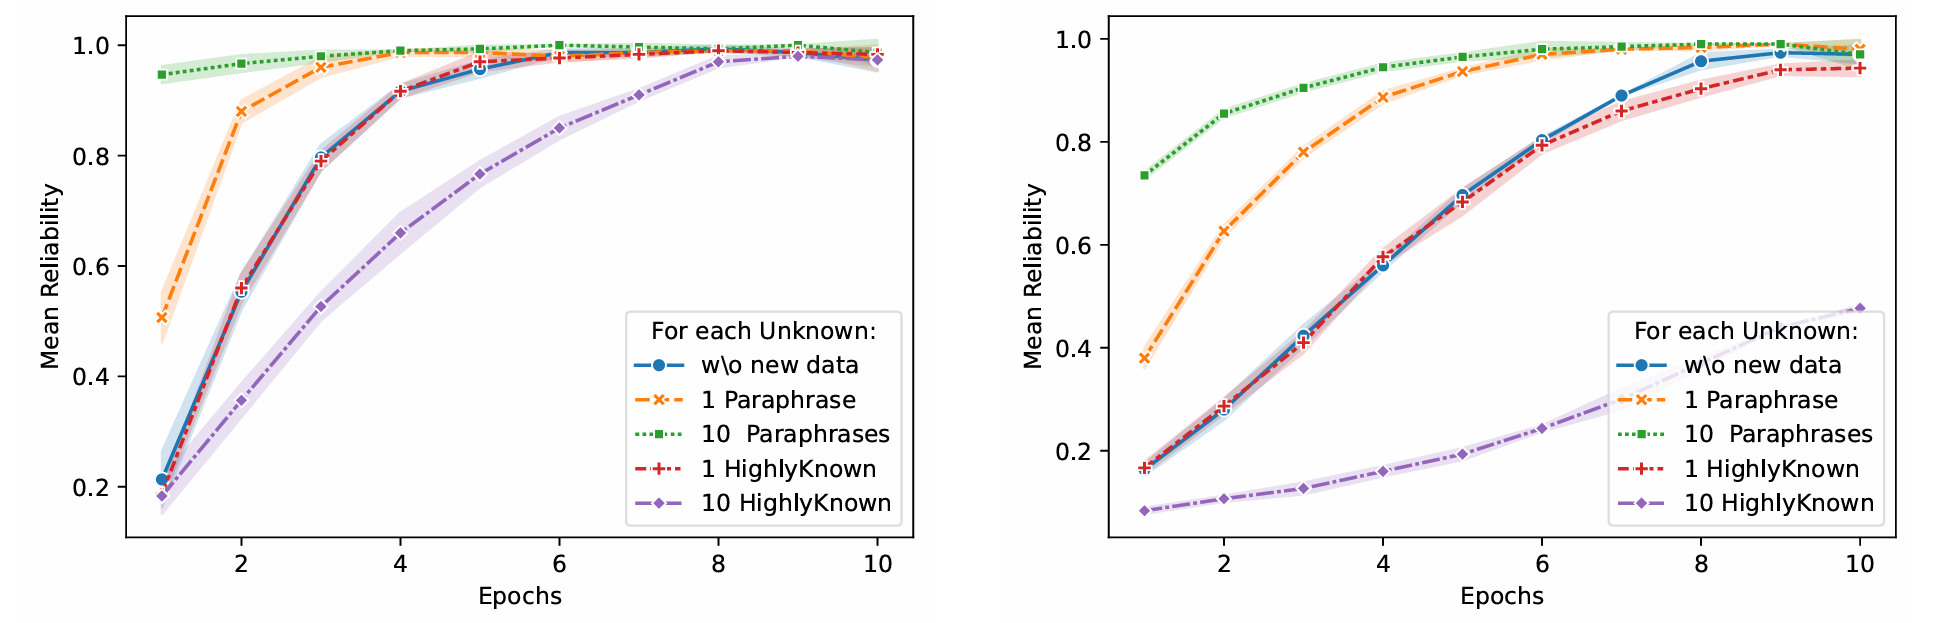 1.0
0.8
0.6
0.4
0.2
Mean Reliability
2 4 6 8 10
Epochs
For each Unknown:
w\o new data
1 Paraphrase
10 Paraphrases
1 HighlyKnown
10 HighlyKnown
1.0
0.8
0.6
0.4
0.2
Mean Reliability
2 4 6 8 10
Epochs
For each Unknown:
w\o new data
1 Paraphrase
10 Paraphrases
1 HighlyKnown
10 HighlyKnown